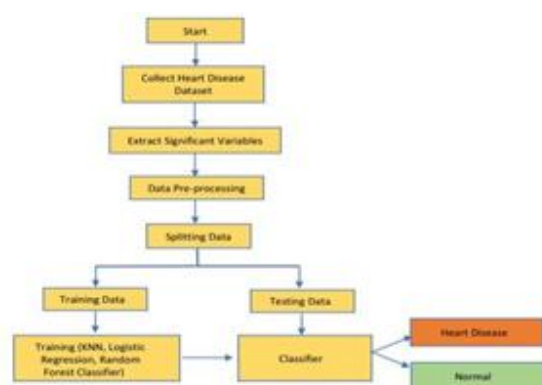 Start
Collect Heart Disease
Dataset
Extract Significant Variables
Data Pre-processing
Splitting Data
Training Data
Testing Data
Training (KNN, Logistic
Regression, Random
Forest Classifier)
Classifier
Heart Disease
Normal